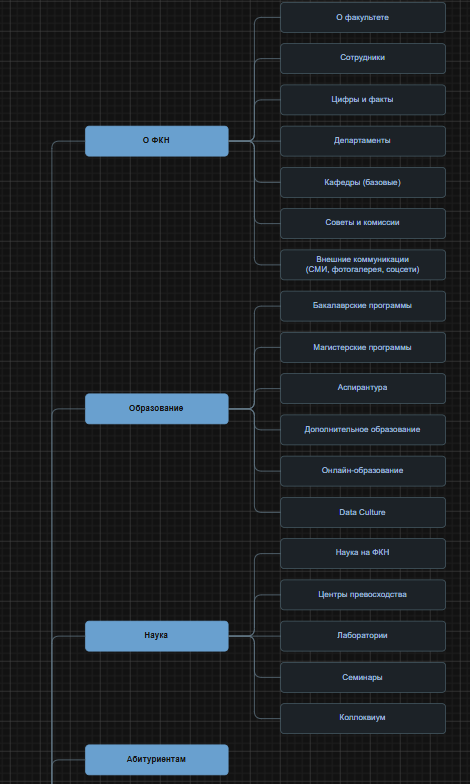 О ФКН
О факультете
Сотрудники
Цифры и факты
Департаменты
Кафедры (базовые)
Советы и комиссии
Внешние коммуникации
(СМИ, фотогалерея, соцсети)
Образование
Бакалаврские программы
Магистерские программы
Аспирантура
Дополнительное образование
Онлайн-образование
Data Culture
Наука
Наука на ФКН
Центры превосходства
Лаборатории
Семинары
Коллоквиум
Абитуриентам